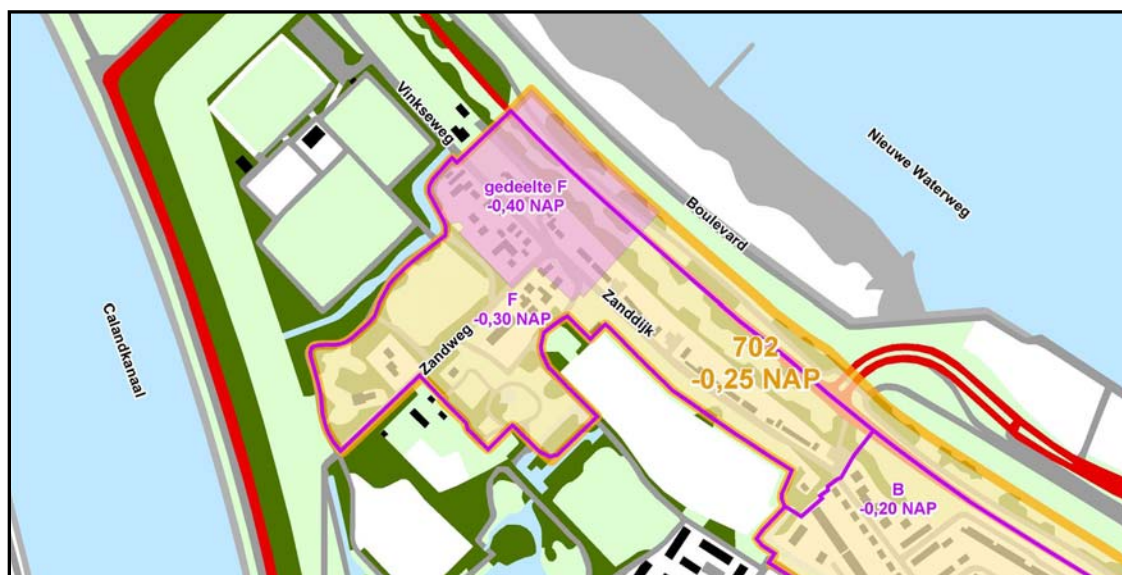 Vinkseweg
Nieuwe Waterweg
gedeelte F
-0,40 NAP
Boulevard
F
-0,30 NAP
Zanddijk
Calandkanaal
Zandweg
702
-0,25 NAP
B
-0,20 NAP